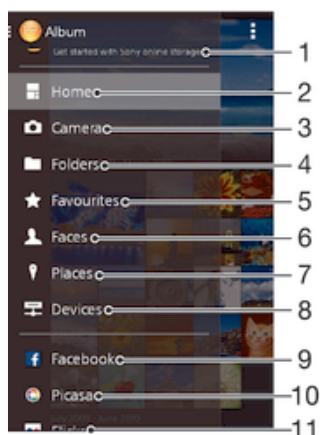 Album
Get started with Sony online storage
1
Home
2
Camera
3
Folders
4
Favourites
5
Faces
6
Places
7
Devices
8
Facebook
9
Picasa
10
11